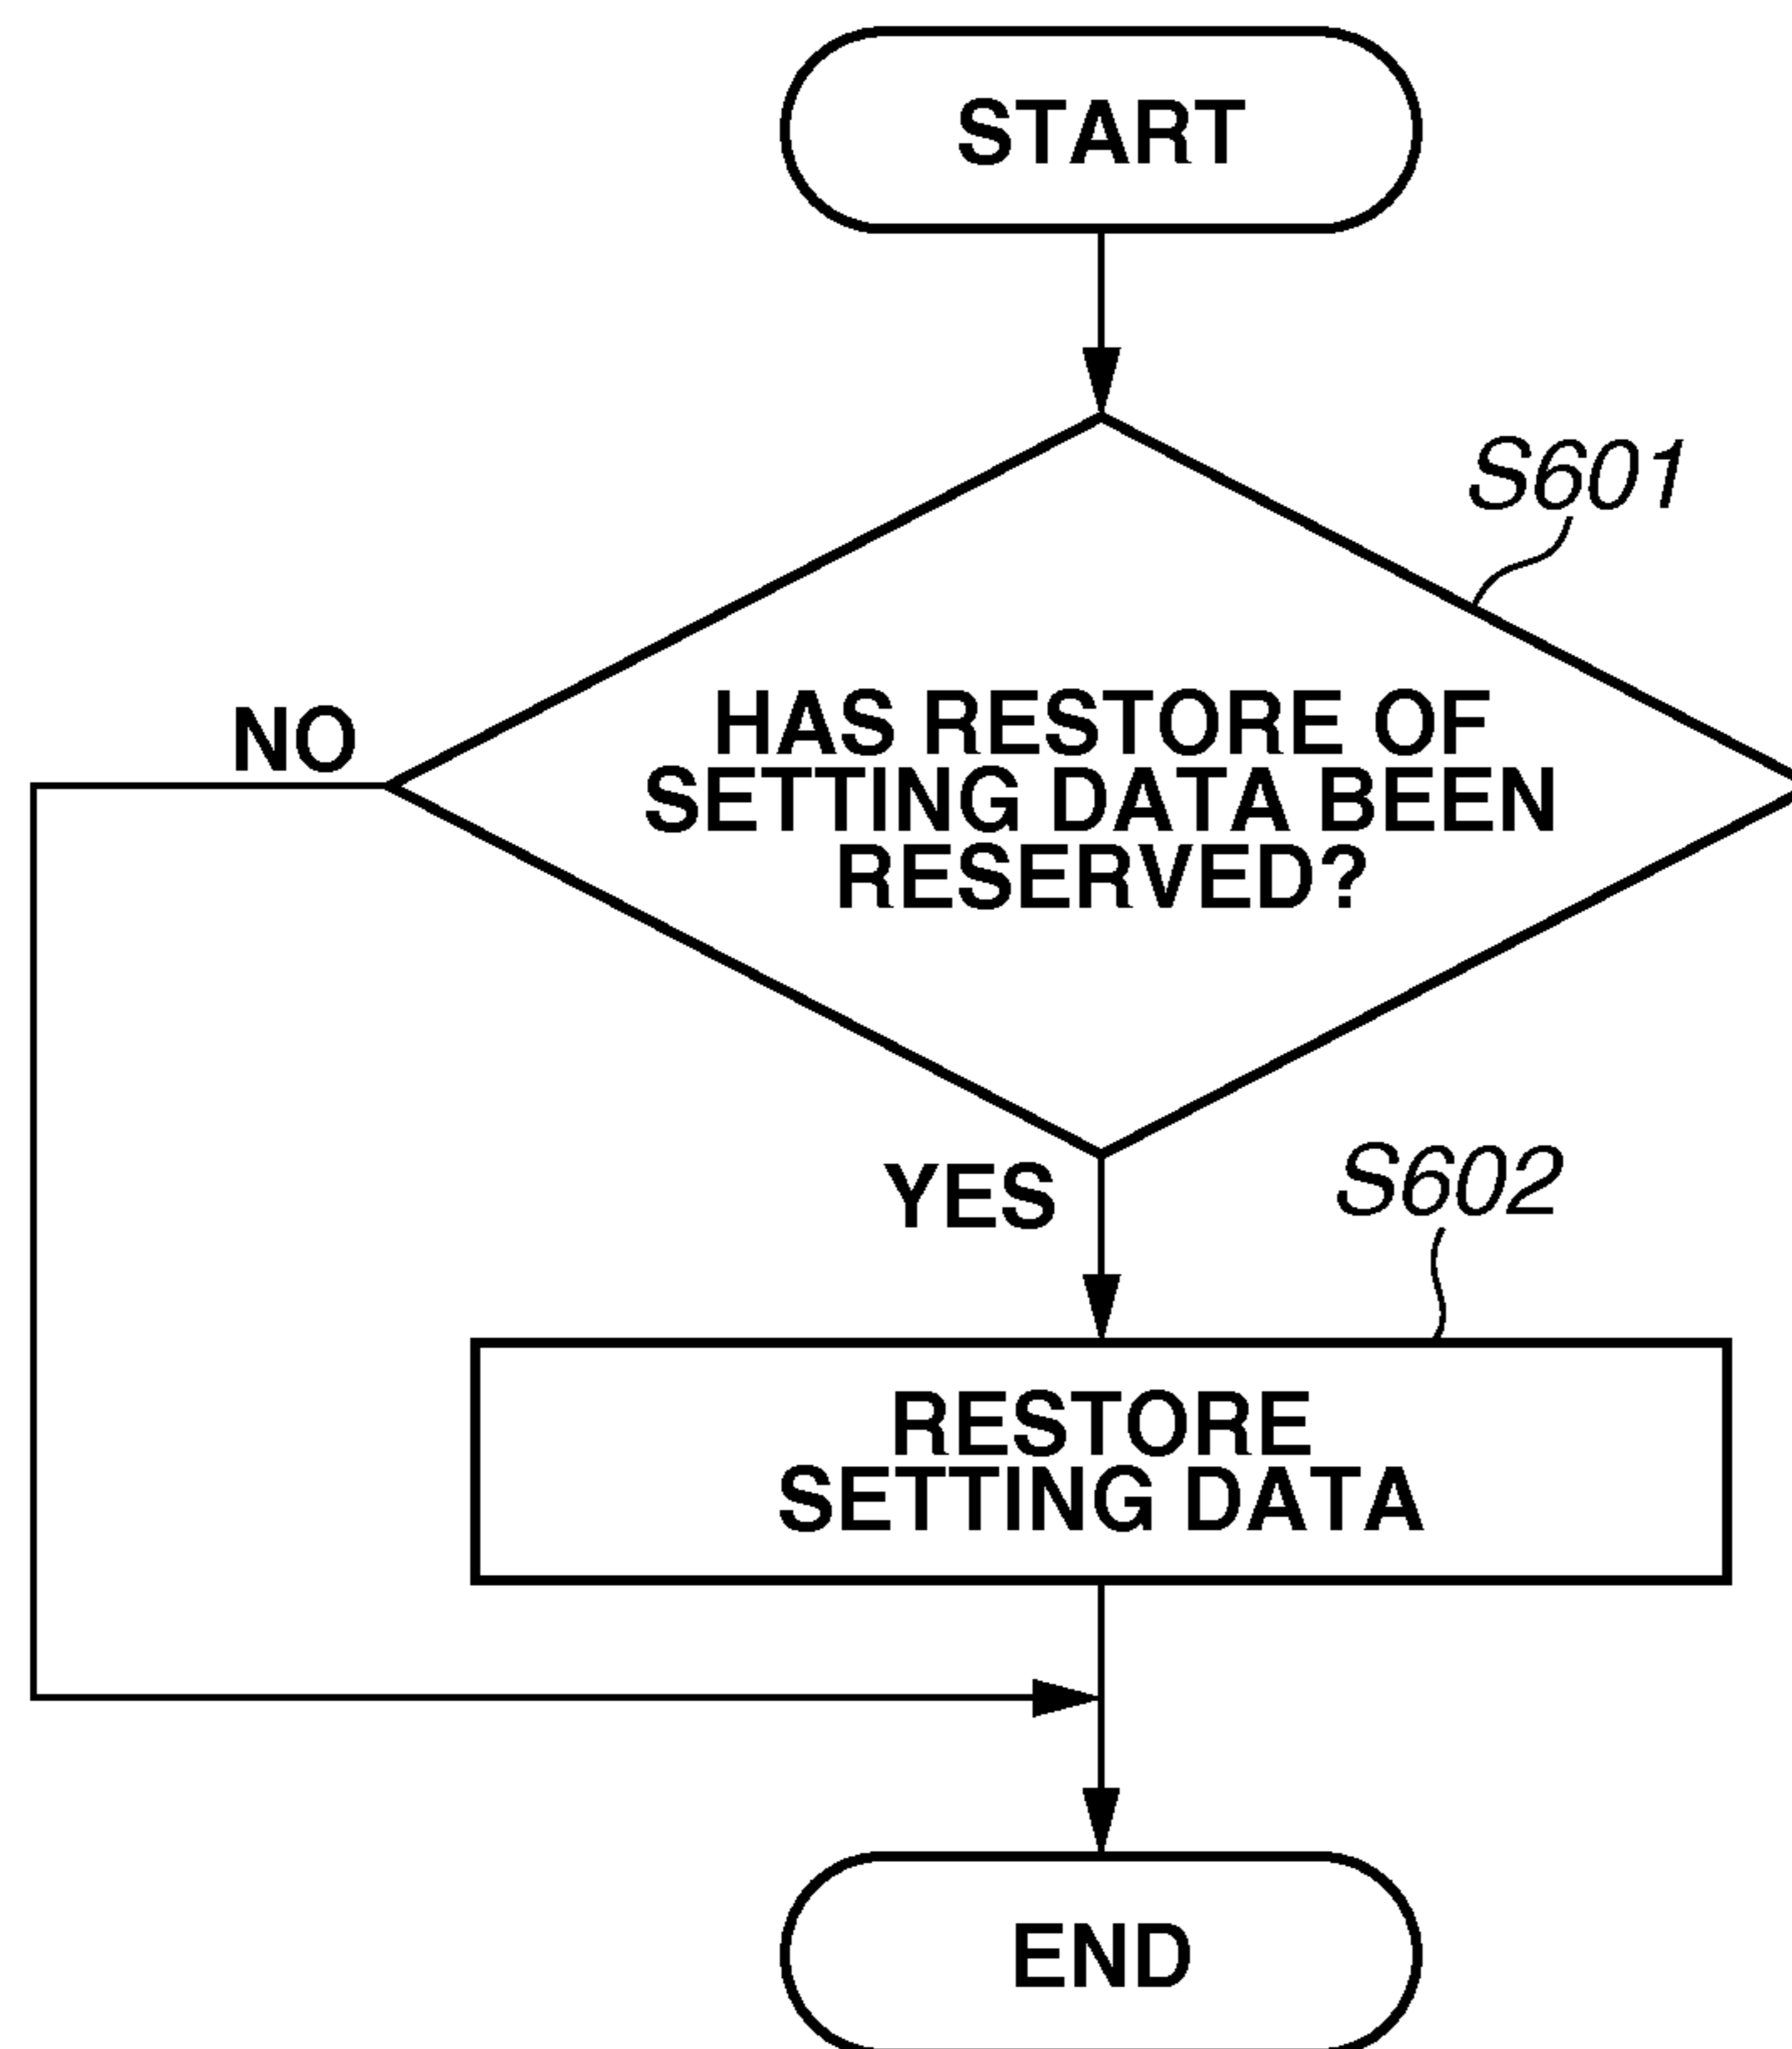 START
S601
HAS RESTORE OF
SETTING DATA BEEN
RESERVED?
NO
YES
S602
RESTORE
SETTING DATA
END